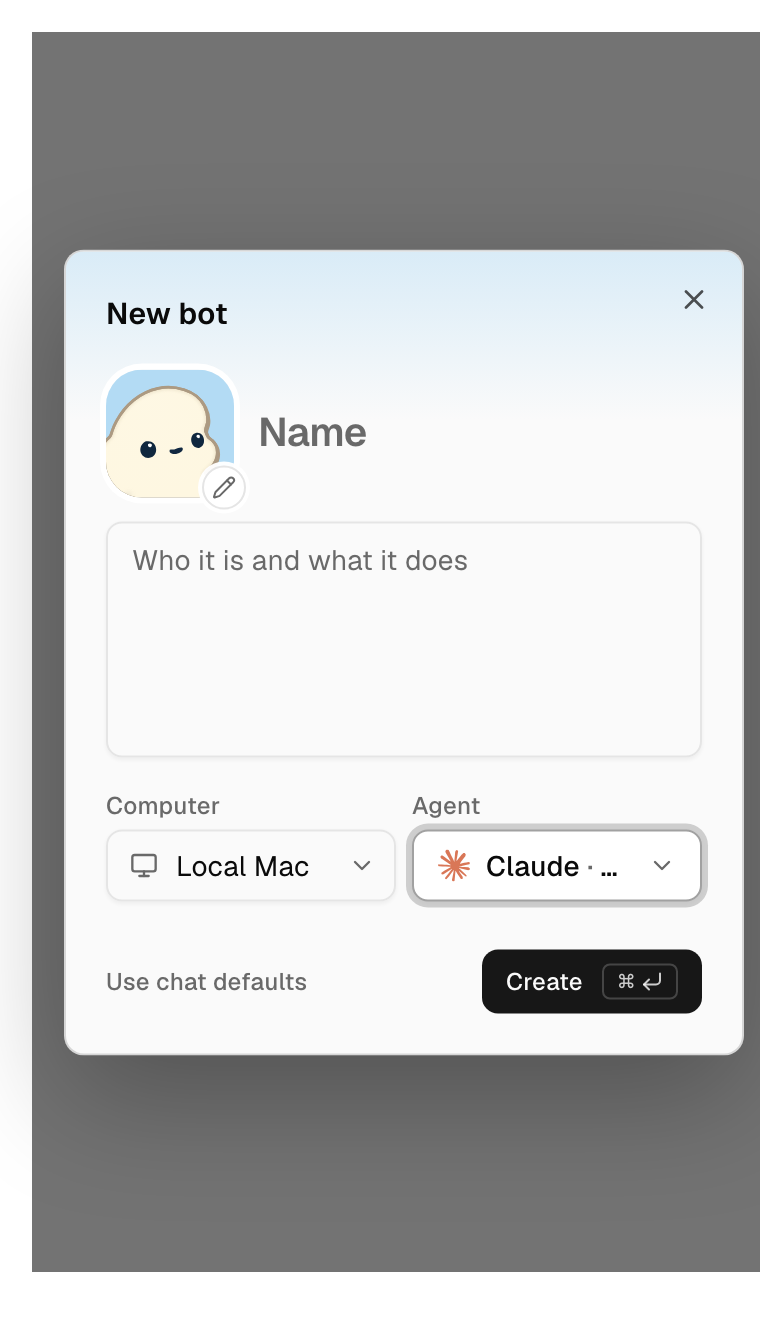 New bot
Name
Who it is and what it does
Computer
Agent
Local Mac
Claude · ...
Use chat defaults
Create ⌘